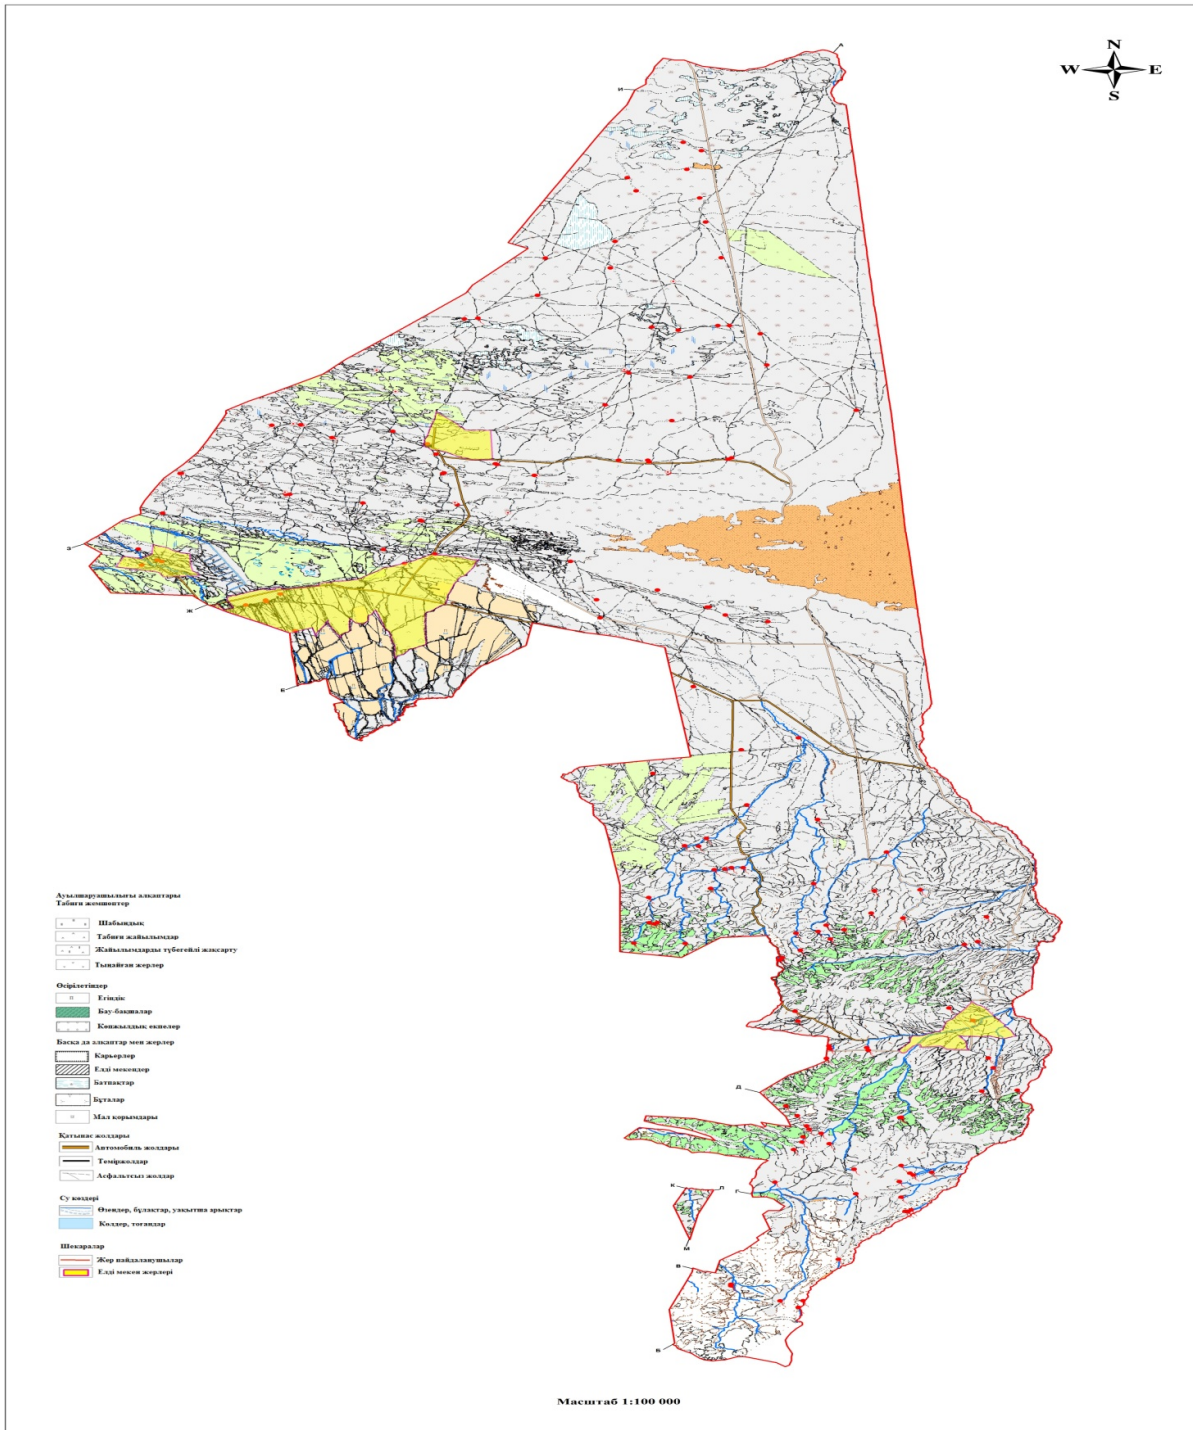 N
W E
S
А
И
З
Ж
Е
Д
К Л
Г
М
В
Б
Ауылшаруашылығы алқаптары
Табиғи жемшөптер
Шабындық
Табиғи жайылымдар
Жайылымдарды түбегейлі жақсарту
Тыңайған жерлер
Өсірілетіндер
Егіндік
Бау-бақшалар
Көпжылдық екпелер
Басқа да алқаптар мен жерлер
Карьерлер
Елді мекендер
Батпақтар
Бұталар
Мал қорымдары
Қатынас жолдары
Автомобиль жолдары
Теміржолдар
Асфальтсыз жолдар
Су көздері
Өзендер, бұлақтар, уақытша арықтар
Көлдер, тоғандар
Шекаралар
Жер пайдаланушылар
Елді мекен жерлері
Масштаб 1:100 000